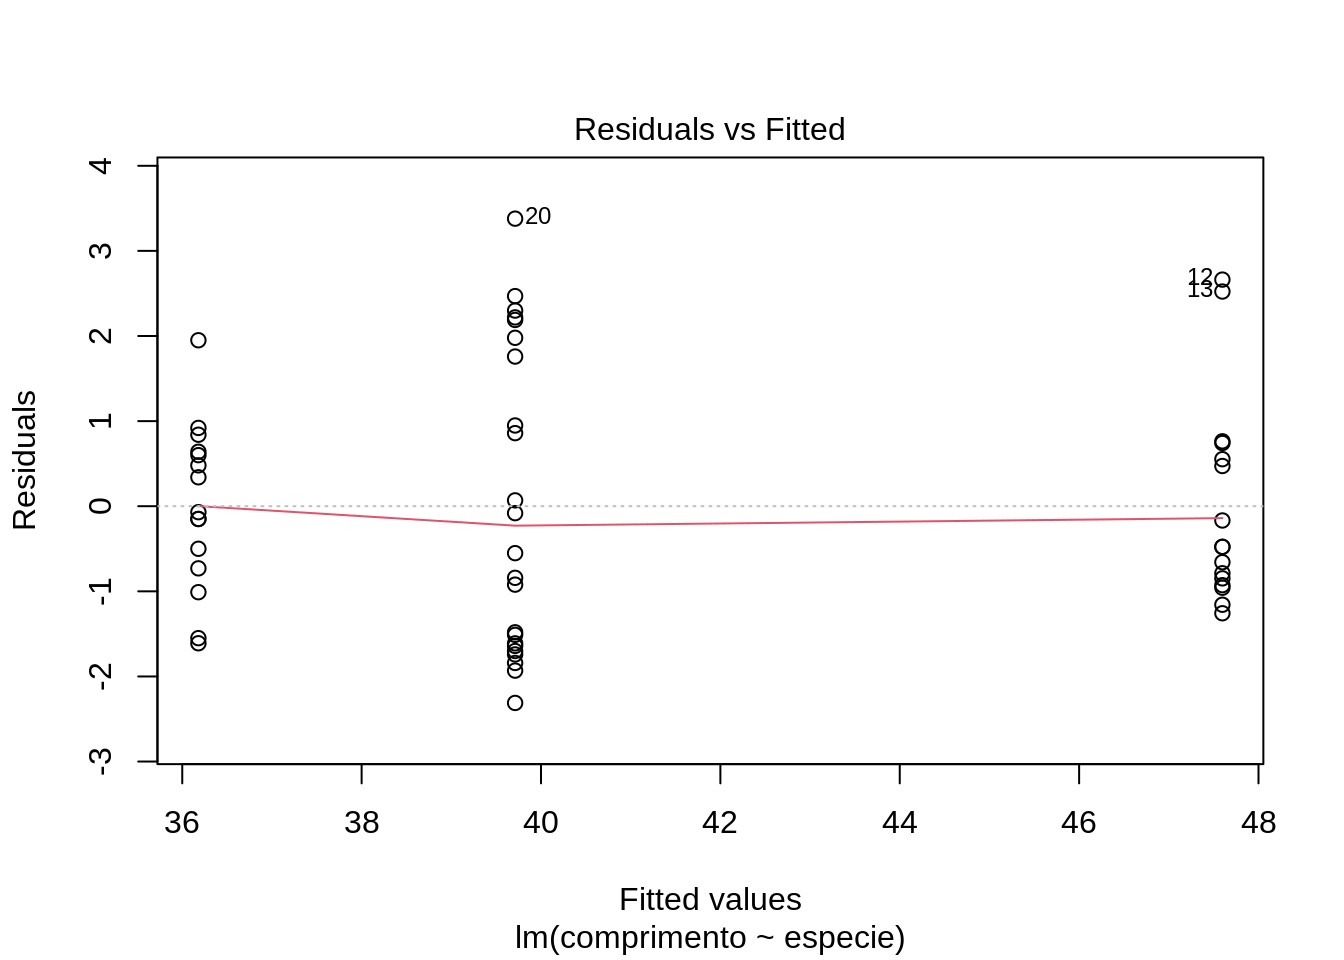 Residuals vs Fitted
4
3
2
1
0
-1
-2
-3
Residuals
20
12
13
36 38 40 42 44 46 48
Fitted values
lm(comprimento ~ especie)